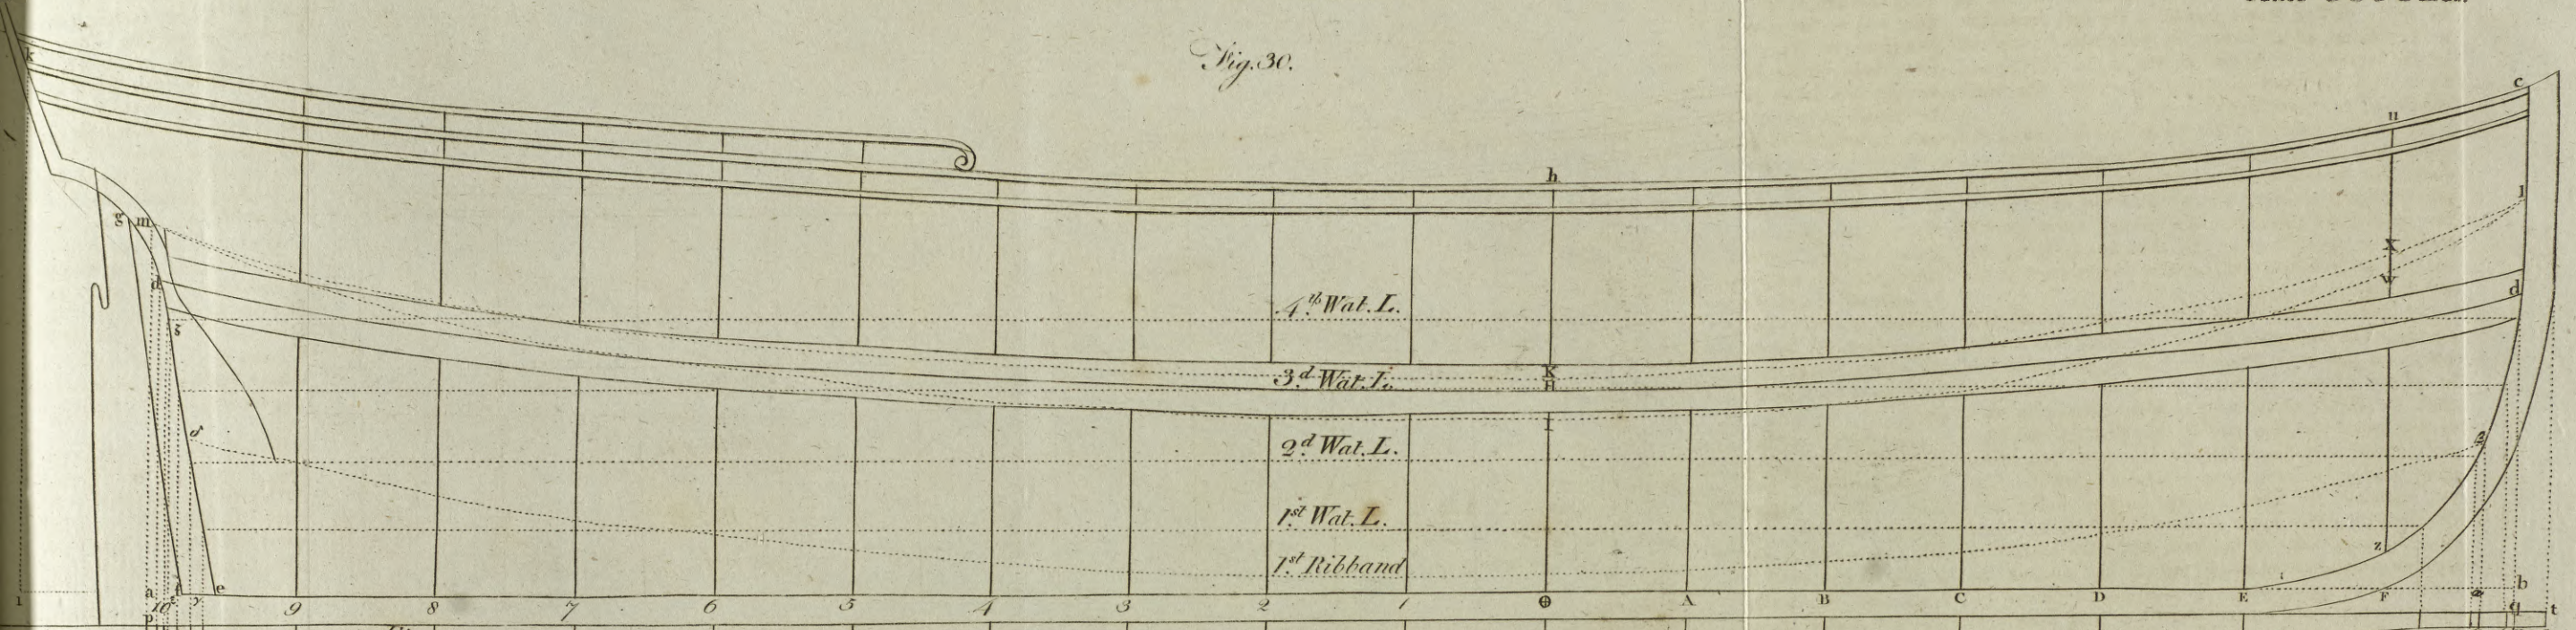 Fig. 30.
k
c
u
h
l
g m
X
W
d
d
4th Wat. L.
s
K
3d Wat. L.
H
I
2d Wat. L.
1st Wat. L.
z
1st Ribband
a
e
b
1
10
9
8
7
6
5
4
3
2
1
⊕
A
B
C
D
E
F
q
t
p